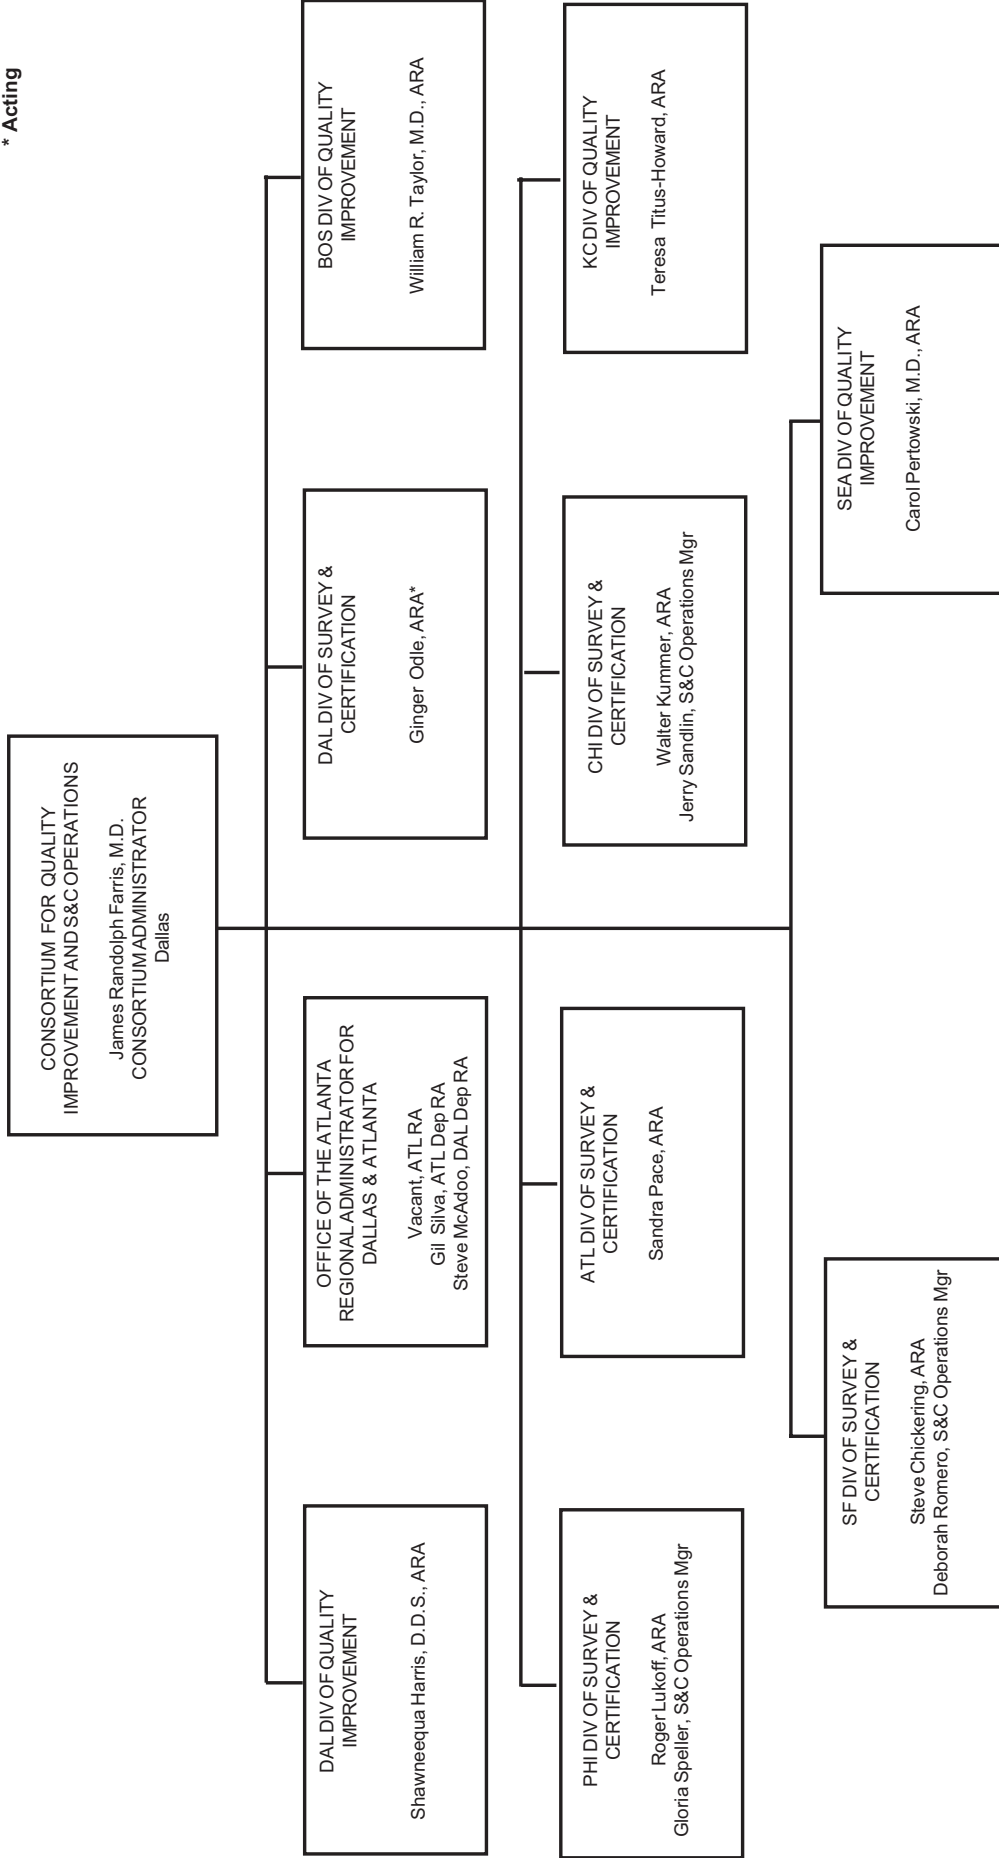 * Acting
CONSORTIUM FOR QUALITY
IMPROVEMENT AND S&C OPERATIONS
James Randolph Farris, M.D.
CONSORTIUM ADMINISTRATOR
Dallas
DAL DIV OF QUALITY
IMPROVEMENT
Shawneequa Harris, D.D.S., ARA
OFFICE OF THE ATLANTA
REGIONAL ADMINISTRATOR FOR
DALLAS & ATLANTA
Vacant, ATL RA
Gil Silva, ATL Dep RA
Steve McAdoo, DAL Dep RA
DAL DIV OF SURVEY &
CERTIFICATION
Ginger Odle, ARA*
BOS DIV OF QUALITY
IMPROVEMENT
William R. Taylor, M.D., ARA
PHI DIV OF SURVEY &
CERTIFICATION
Roger Lukoff, ARA
Gloria Speller, S&C Operations Mgr
ATL DIV OF SURVEY &
CERTIFICATION
Sandra Pace, ARA
CHI DIV OF SURVEY &
CERTIFICATION
Walter Kummer, ARA
Jerry Sandlin, S&C Operations Mgr
KC DIV OF QUALITY
IMPROVEMENT
Teresa Titus-Howard, ARA
SF DIV OF SURVEY &
CERTIFICATION
Steve Chickering, ARA
Deborah Romero, S&C Operations Mgr
SEA DIV OF QUALITY
IMPROVEMENT
Carol Pertowski, M.D., ARA